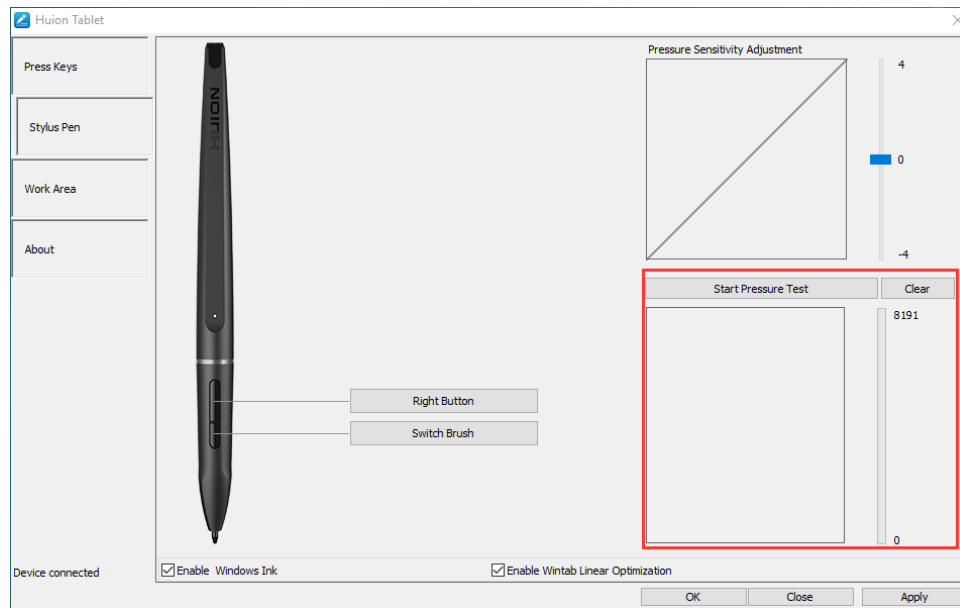 Huion Tablet
Press Keys
Stylus Pen
Work Area
About
HUION
Pressure Sensitivity Adjustment
4
0
-4
Start Pressure Test
Clear
8191
0
Right Button
Switch Brush
Device connected
Enable Windows Ink
Enable Wintab Linear Optimization
OK
Close
Apply